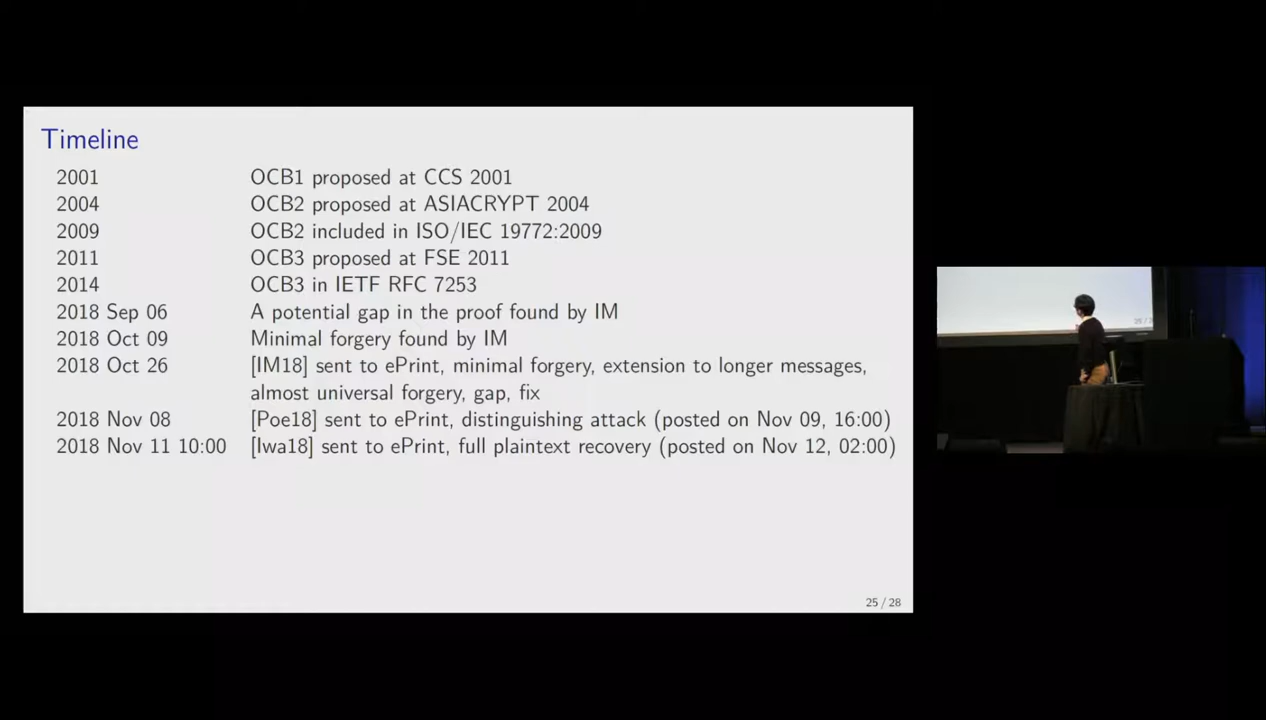 Timeline
2001 OCB1 proposed at CCS 2001
2004 OCB2 proposed at ASIACRYPT 2004
2009 OCB2 included in ISO/IEC 19772:2009
2011 OCB3 proposed at FSE 2011
2014 OCB3 in IETF RFC 7253
2018 Sep 06 A potential gap in the proof found by IM
2018 Oct 09 Minimal forgery found by IM
2018 Oct 26 [IM18] sent to ePrint, minimal forgery, extension to longer messages,
almost universal forgery, gap, fix
2018 Nov 08 [Poe18] sent to ePrint, distinguishing attack (posted on Nov 09, 16:00)
2018 Nov 11 10:00 [Iwa18] sent to ePrint, full plaintext recovery (posted on Nov 12, 02:00)
25 / 28